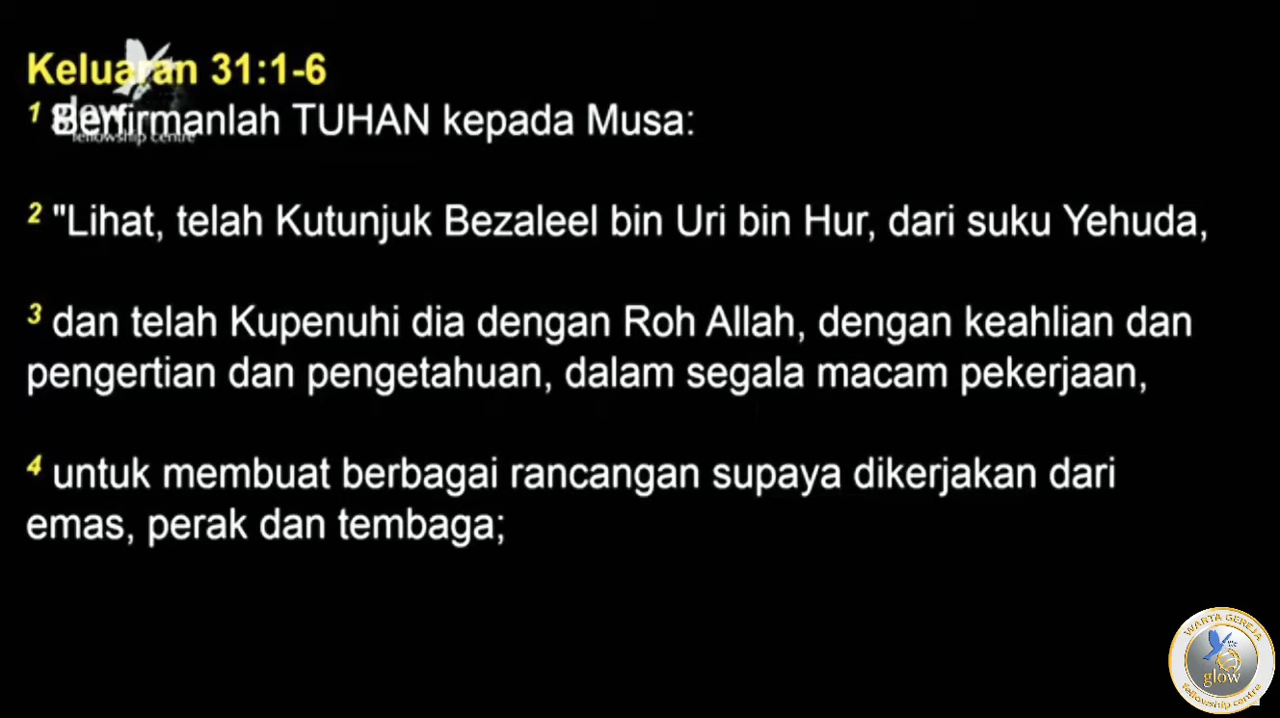 Keluaran 31:1-6
1 Berfirmanlah TUHAN kepada Musa:
glow
fellowship centre
2 "Lihat, telah Kutunjuk Bezaleel bin Uri bin Hur, dari suku Yehuda,
3 dan telah Kupenuhi dia dengan Roh Allah, dengan keahlian dan
pengertian dan pengetahuan, dalam segala macam pekerjaan,
4 untuk membuat berbagai rancangan supaya dikerjakan dari
emas, perak dan tembaga;
WARTA GEREJA
glow
fellowship centre